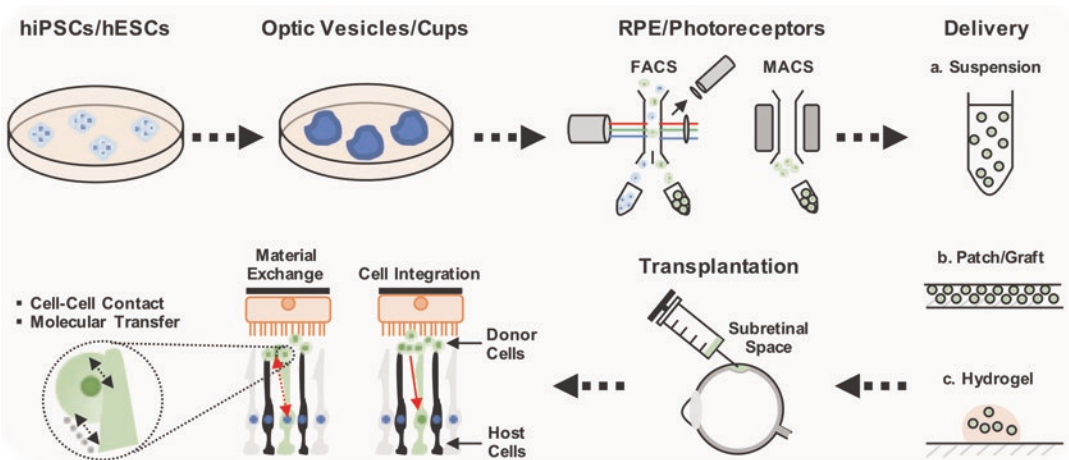 hiPSCs/hESCs
Optic Vesicles/Cups
RPE/Photoreceptors
Delivery
FACS
MACS
a. Suspension
b. Patch/Graft
c. Hydrogel
Transplantation
Subretinal
Space
Material
Exchange
Cell Integration
Donor
Cells
Host
Cells
▪ Cell-Cell Contact
▪ Molecular Transfer